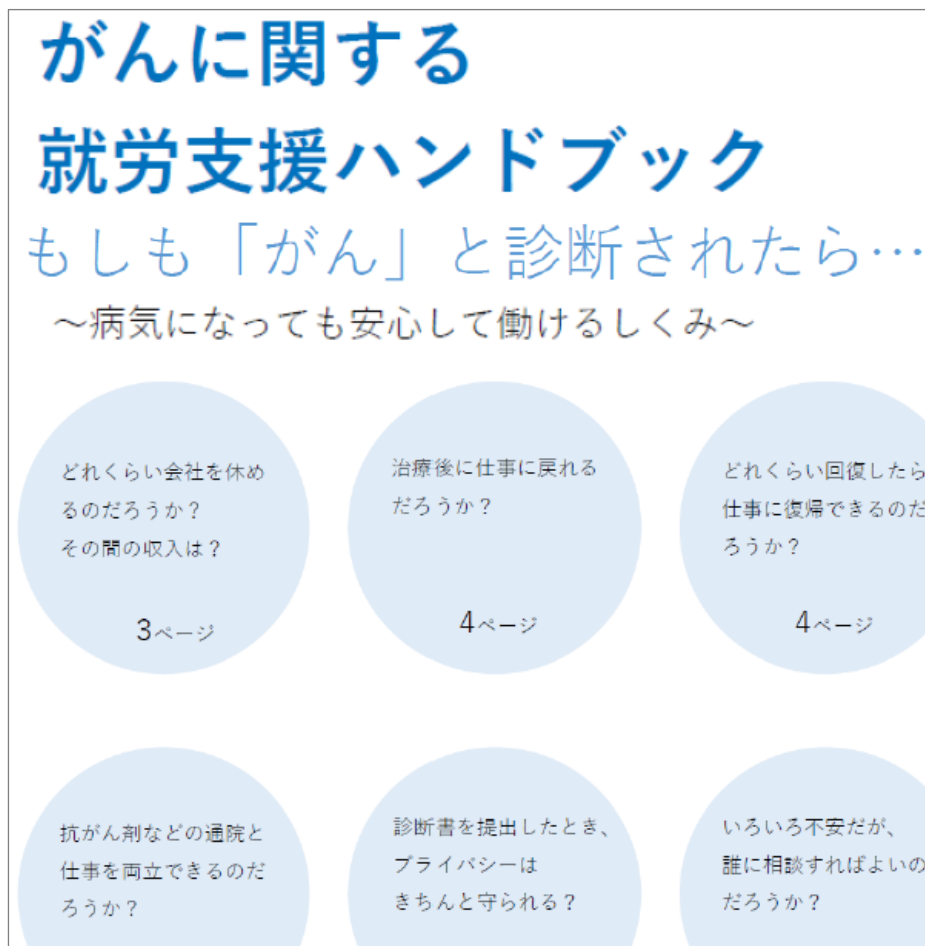 がんに関する
就労支援ハンドブック
もしも「がん」と診断されたら…
～病気になっても安心して働けるしくみ～
どれくらい会社を休め
るのだろうか？
その間の収入は？
3ページ
治療後に仕事に戻れる
だろうか？
4ページ
どれくらい回復したら
仕事に復帰できるのだ
ろうか？
4ページ
抗がん剤などの通院と
仕事を両立できるのだ
ろうか？
診断書を提出したとき、
プライバシーは
きちんと守られる？
いろいろ不安だが、
誰に相談すればよいの
だろうか？